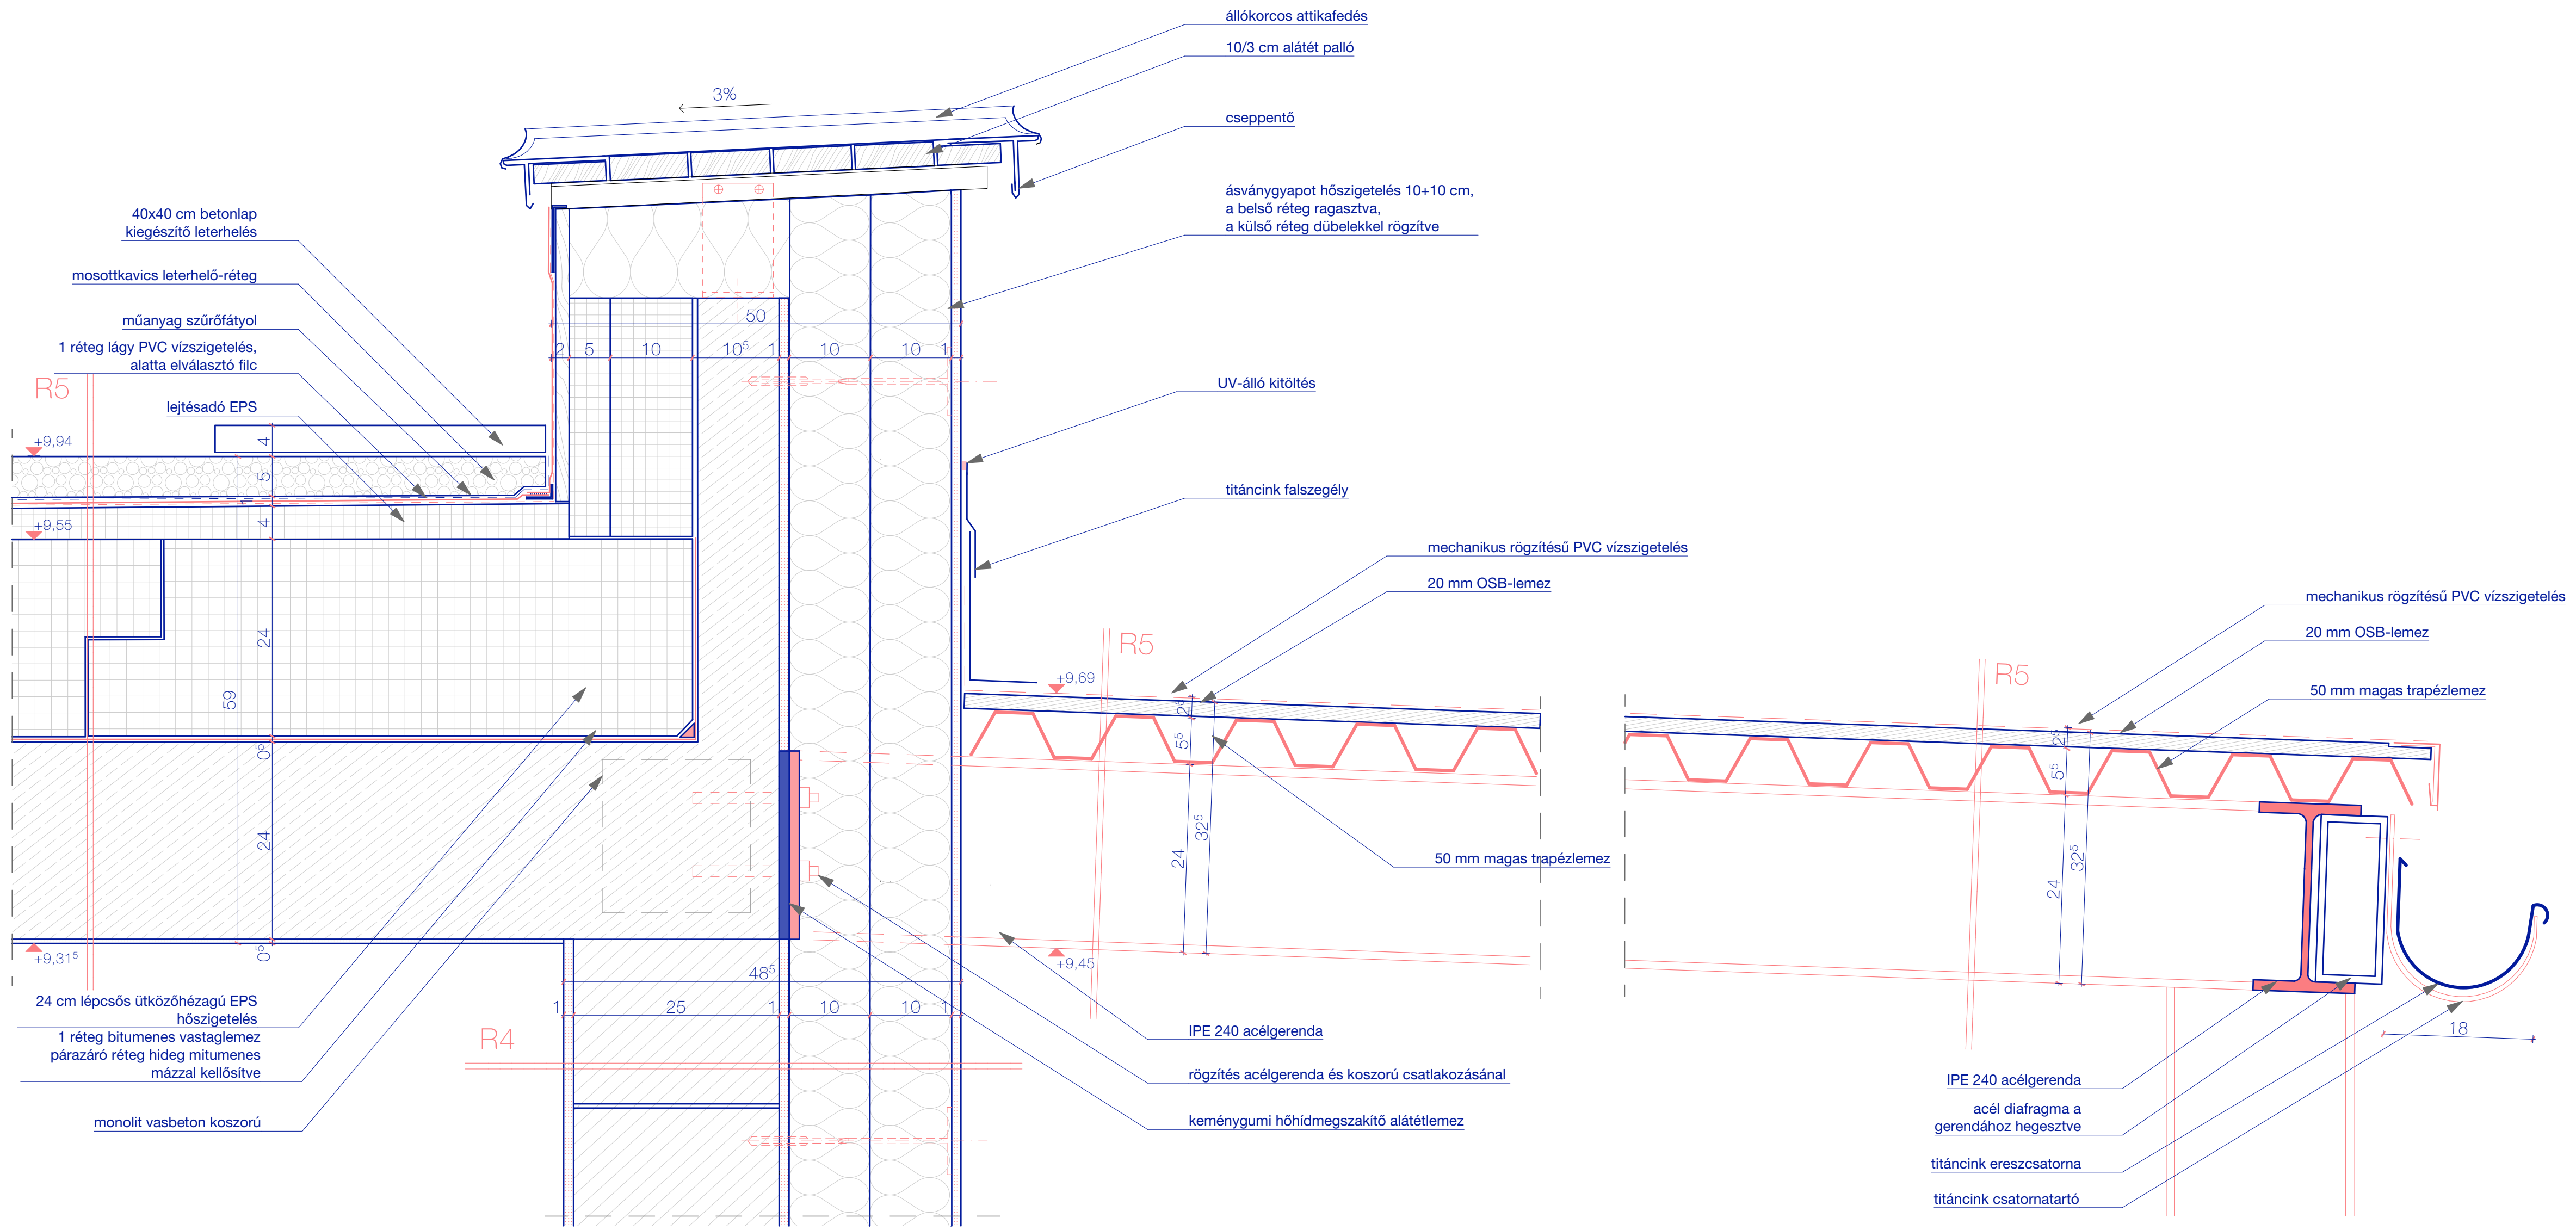 állókorcos attikafedés
10/3 cm alátét palló
3%
cseppentő
ásványgyapot hőszigetelés 10+10 cm,
a belső réteg ragasztva,
a külső réteg dübelekkel rögzítve
40x40 cm betonlap
kiegészítő leterhelés
mosottkavics leterhelő-réteg
műanyag szűrőfátyol
1 réteg lágy PVC vízszigetelés,
alatta elválasztó filc
lejtésadó EPS
R5
+9,94
+9,55
+9,31⁵
50
2 5 10 10⁵ 1 10 10 1
4
5
1
4
24
59
0⁵
24
0⁵
UV-álló kitöltés
titáncink falszegély
mechanikus rögzítésű PVC vízszigetelés
20 mm OSB-lemez
R5
+9,69
2⁵
5⁵
24
32⁵
50 mm magas trapézlemez
+9,45
48⁵
1 25 1 10 10 1
R4
24 cm lépcsős ütközőhézagú EPS
hőszigetelés
1 réteg bitumenes vastaglemez
párazáró réteg hideg mitumenes
mázzal kellősítve
monolit vasbeton koszorú
IPE 240 acélgerenda
rögzítés acélgerenda és koszorú csatlakozásánal
keménygumi hőhídmegszakító alátétlemez
mechanikus rögzítésű PVC vízszigetelés
20 mm OSB-lemez
50 mm magas trapézlemez
R5
2⁵
5⁵
24
32⁵
18
IPE 240 acélgerenda
acél diafragma a
gerendához hegesztve
titáncink ereszcsatorna
titáncink csatornatartó